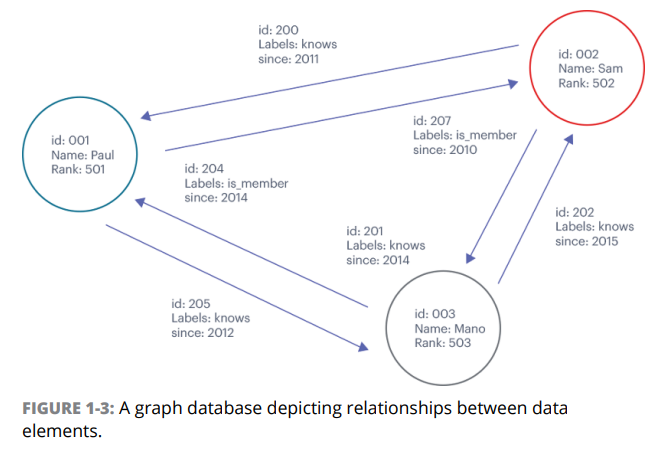 id: 200
Labels: knows
since: 2011
id: 002
Name: Sam
Rank: 502
id: 001
Name: Paul
Rank: 501
id: 207
Labels: is_member
since: 2010
id: 204
Labels: is_member
since: 2014
id: 202
Labels: knows
since: 2015
id: 201
Labels: knows
since: 2014
id: 205
Labels: knows
since: 2012
id: 003
Name: Mano
Rank: 503
FIGURE 1-3: A graph database depicting relationships between data
elements.